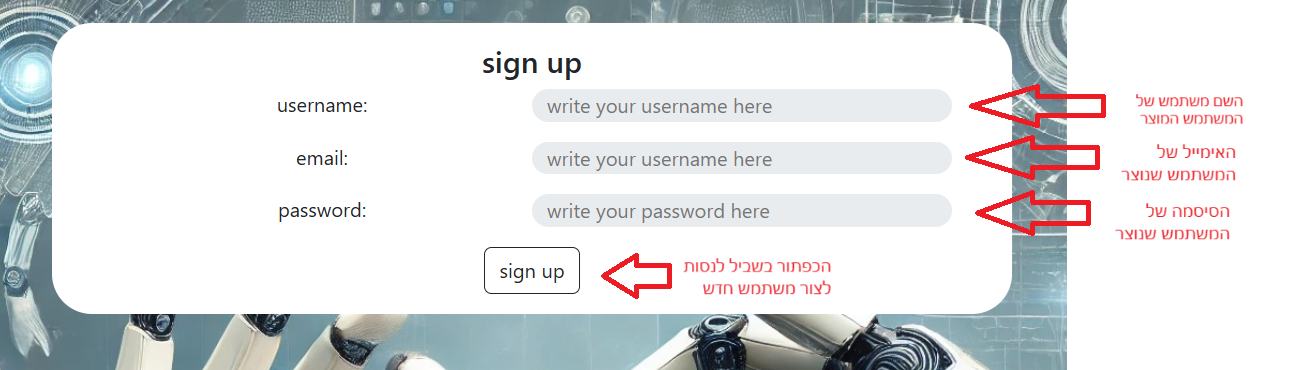 sign up
username:
write your username here
השם משתמש של
המשתמש המוצר
email:
write your username here
האימייל של
המשתמש שנוצר
password:
write your password here
הסיסמה של
המשתמש שנוצר
sign up
הכפתור בשביל לנסות
לצור משתמש חדש